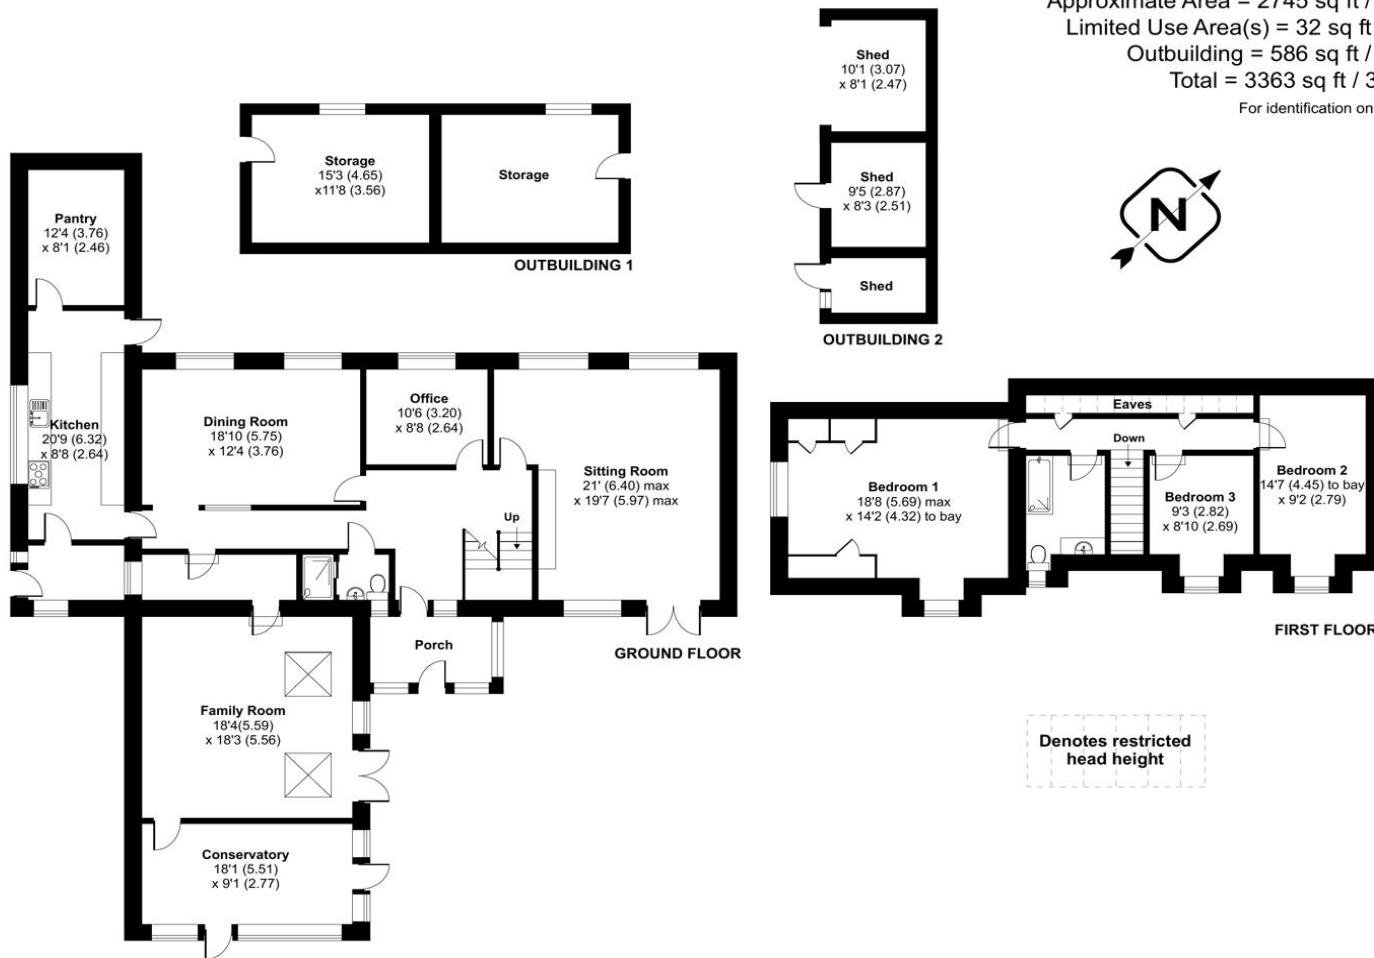 Approximate Area = 2745 sq ft /
Limited Use Area(s) = 32 sq ft
Outbuilding = 586 sq ft /
Total = 3363 sq ft / 3
For identification on
Shed
10'1 (3.07)
x 8'1 (2.47)
Shed
9'5 (2.87)
x 8'3 (2.51)
Shed
OUTBUILDING 2
N
Storage
15'3 (4.65)
x11'8 (3.56)
Storage
OUTBUILDING 1
Pantry
12'4 (3.76)
x 8'1 (2.46)
Kitchen
20'9 (6.32)
x 8'8 (2.64)
Dining Room
18'10 (5.75)
x 12'4 (3.76)
Office
10'6 (3.20)
x 8'8 (2.64)
Sitting Room
21' (6.40) max
x 19'7 (5.97) max
Up
Porch
GROUND FLOOR
Family Room
18'4(5.59)
x 18'3 (5.56)
Conservatory
18'1 (5.51)
x 9'1 (2.77)
Eaves
Down
Bedroom 1
18'8 (5.69) max
x 14'2 (4.32) to bay
Bedroom 3
9'3 (2.82)
x 8'10 (2.69)
Bedroom 2
14'7 (4.45) to bay
x 9'2 (2.79)
FIRST FLOOR
Denotes restricted
head height